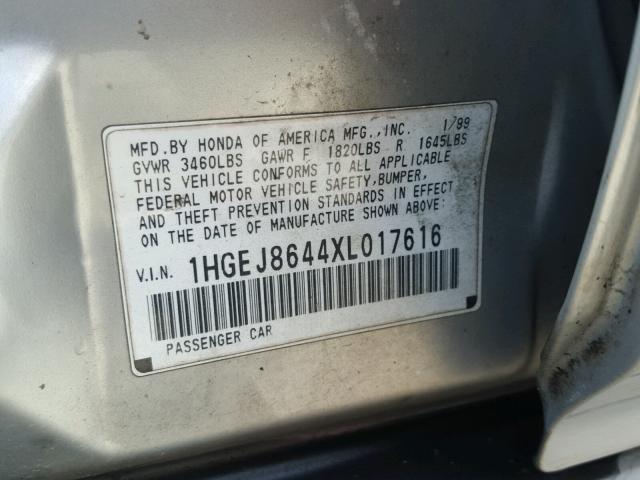 MFD. BY HONDA OF AMERICA MFG., INC. 1/99
GVWR 3460LBS GAWR F 1820LBS R 1645LBS
THIS VEHICLE CONFORMS TO ALL APPLICABLE
FEDERAL MOTOR VEHICLE SAFETY, BUMPER,
AND THEFT PREVENTION STANDARDS IN EFFECT
ON THE DATE OF MANUFACTURE SHOWN ABOVE:
V.I.N. 1HGEJ8644XL017616
PASSENGER CAR